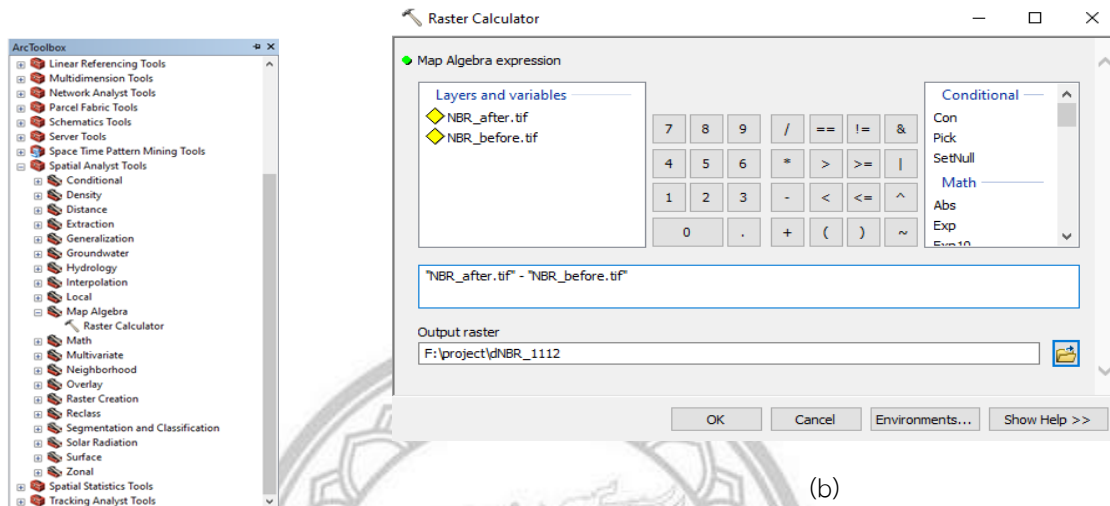 ArcToolbox
Linear Referencing Tools
Multidimension Tools
Network Analyst Tools
Parcel Fabric Tools
Schematics Tools
Server Tools
Space Time Pattern Mining Tools
Spatial Analyst Tools
Conditional
Density
Distance
Extraction
Generalization
Groundwater
Hydrology
Interpolation
Local
Map Algebra
Raster Calculator
Math
Multivariate
Neighborhood
Overlay
Raster Creation
Reclass
Segmentation and Classification
Solar Radiation
Surface
Zonal
Spatial Statistics Tools
Tracking Analyst Tools
Raster Calculator
Map Algebra expression
Layers and variables
NBR_after.tif
NBR_before.tif
7 8 9 / == != &
4 5 6 * > >= |
1 2 3 - < <= ^
0 . + ( ) ~
Conditional
Con
Pick
SetNull
Math
Abs
Exp
Exp10
"NBR_after.tif" - "NBR_before.tif"
Output raster
F:\project\dNBR_1112
OK Cancel Environments... Show Help >>
(b)